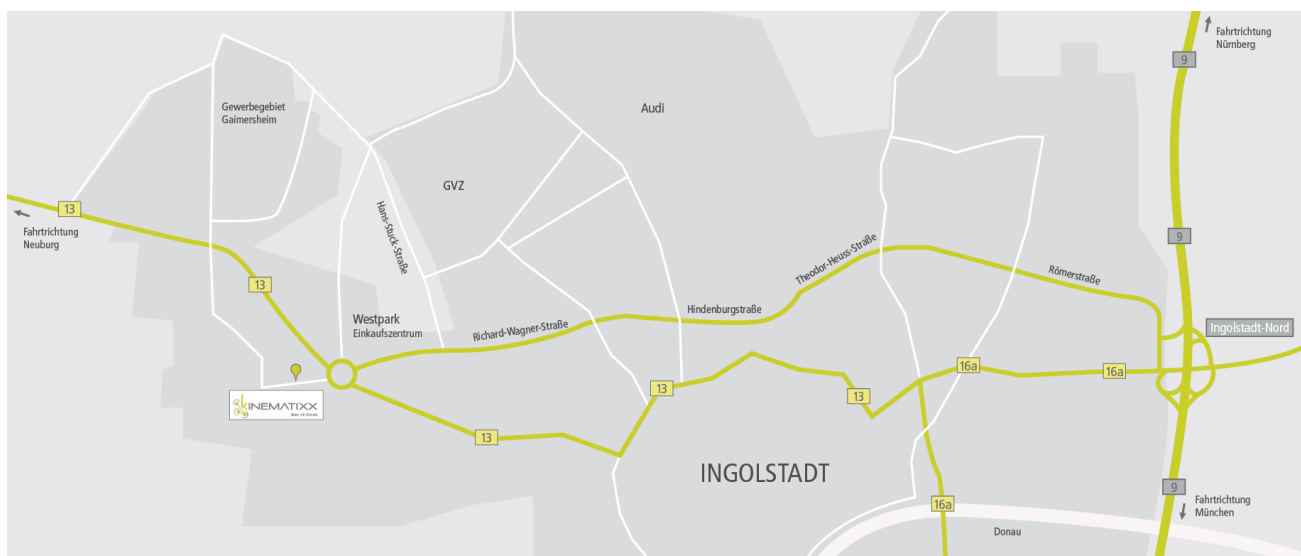 Fahrtrichtung
Nürnberg
9
Gewerbegebiet
Gaimersheim
Audi
GVZ
13
Fahrtrichtung
Neuburg
Hans-Stuck-Straße
9
Theodor-Heuss-Straße
Römerstraße
13
Westpark
Einkaufszentrum
Richard-Wagner-Straße
Hindenburgstraße
Ingolstadt-Nord
16a
16a
KINEMATIXX
13
13
13
INGOLSTADT
9
Fahrtrichtung
München
16a
Donau